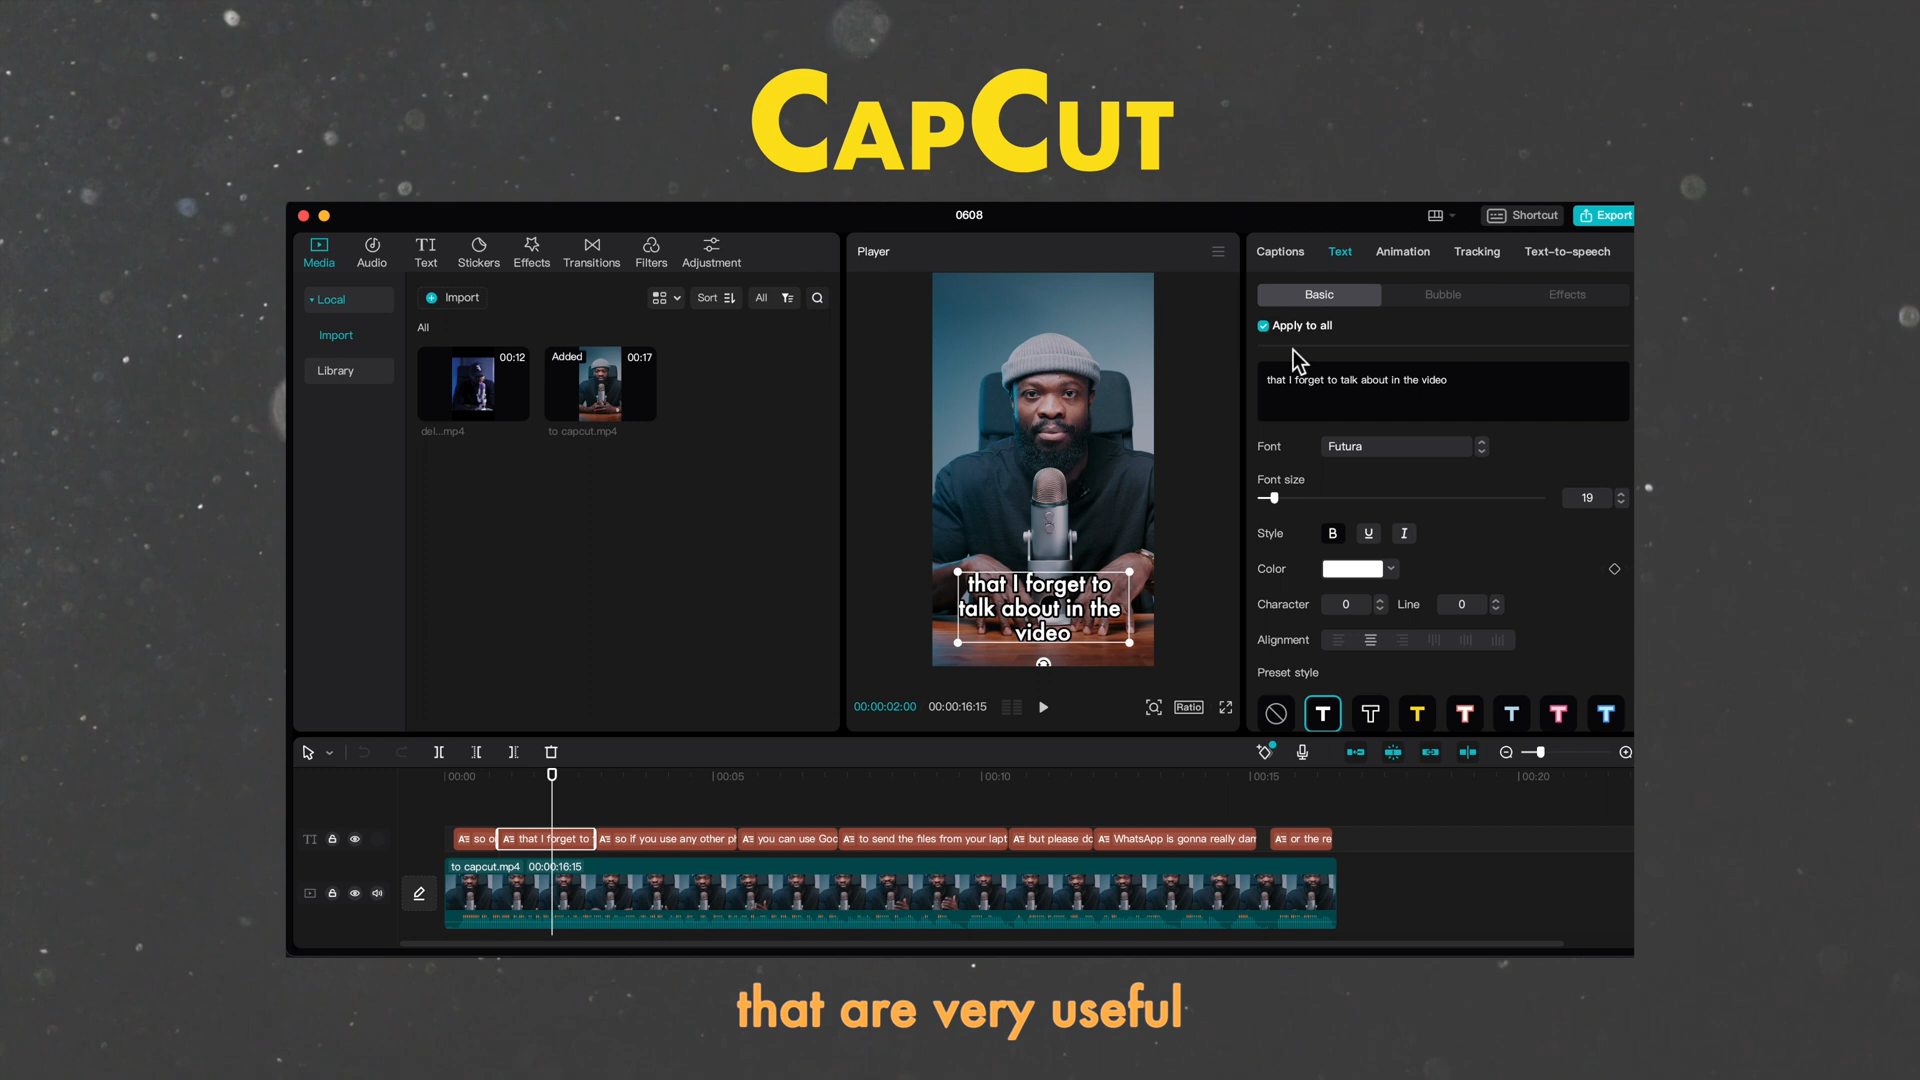 CapCut
0608
Shortcut
Export
Media
Audio
TI
Text
Stickers
Effects
Transitions
Filters
Adjustment
Local
Import
Library
Import
Sort
All
All
00:12
del...mp4
Added
00:17
to capcut.mp4
Player
that I forget to
talk about in the
video
00:00:02:00
00:00:16:15
Ratio
Captions
Text
Animation
Tracking
Text-to-speech
Basic
Bubble
Effects
Apply to all
that I forget to talk about in the video
Font
Futura
Font size
19
Style
B U I
Color
Character
0
Line
0
Alignment
Preset style
T T T T T T T
00:00
00:05
00:10
00:15
00:20
TI
so o
that I forget to
so if you use any other pl
you can use Goo
to send the files from your lapt
but please do
WhatsApp is gonna really dam
or the re
to capcut.mp4 00:00:16:15
that are very useful